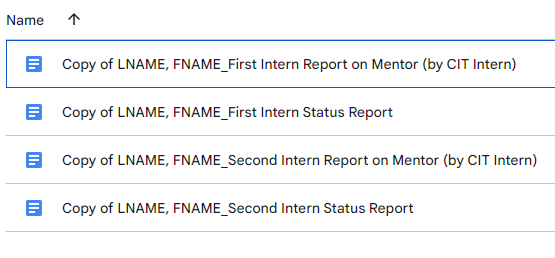 Name
Copy of LNAME, FNAME_First Intern Report on Mentor (by CIT Intern)
Copy of LNAME, FNAME_First Intern Status Report
Copy of LNAME, FNAME_Second Intern Report on Mentor (by CIT Intern)
Copy of LNAME, FNAME_Second Intern Status Report